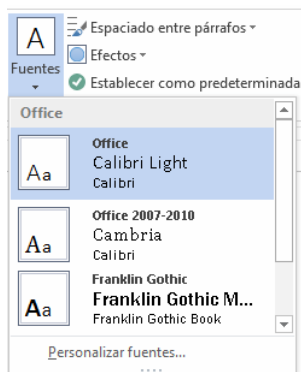 A
Fuentes
Espaciado entre párrafos
Efectos
Establecer como predeterminada
Office
Aa
Office
Calibri Light
Calibri
Aa
Office 2007-2010
Cambria
Calibri
Aa
Franklin Gothic
Franklin Gothic M...
Franklin Gothic Book
Personalizar fuentes...